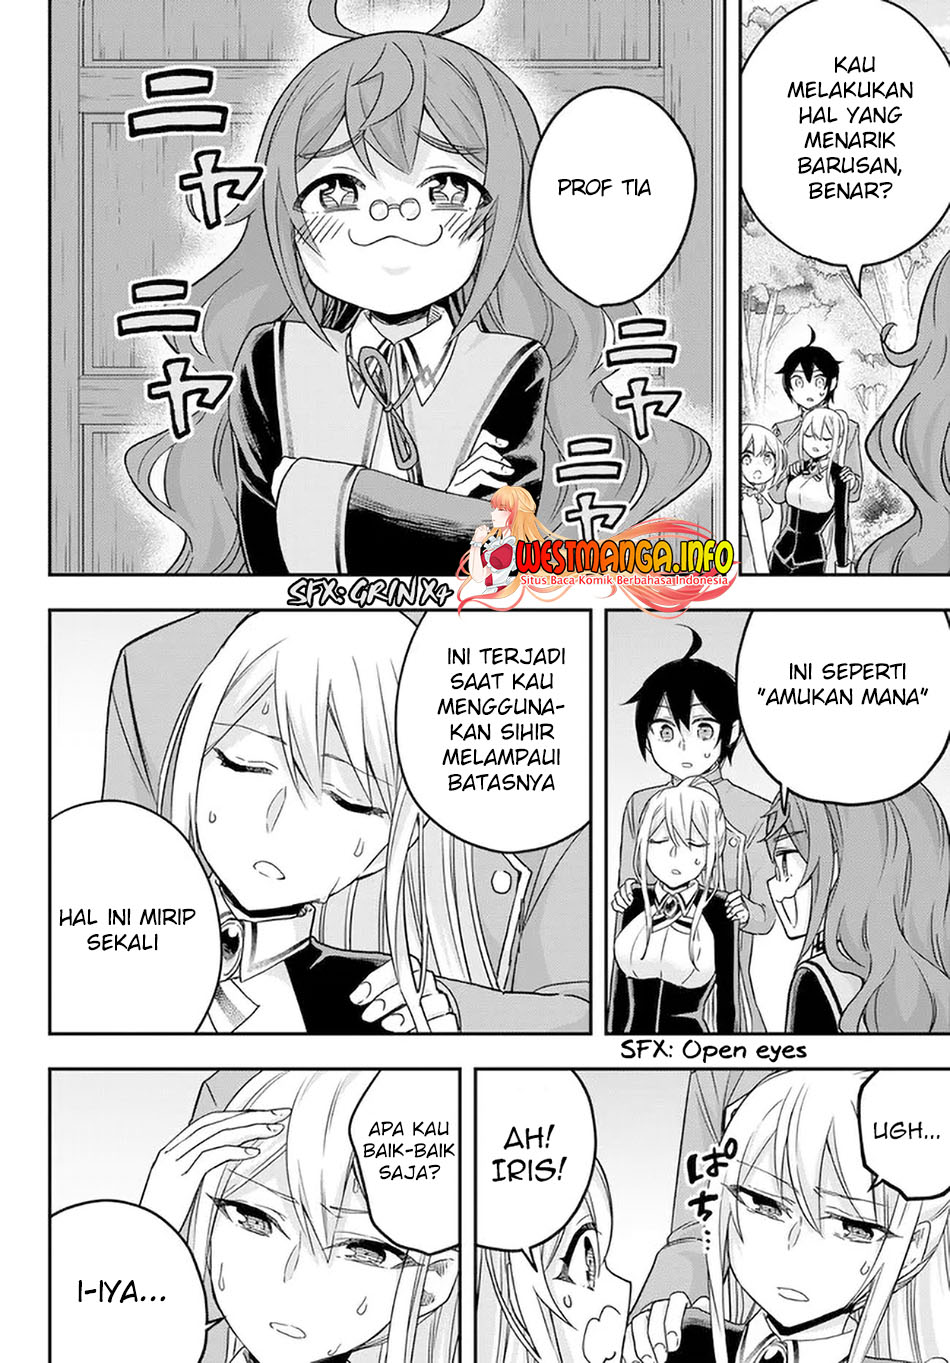 KAU
MELAKUKAN
HAL YANG
MENARIK
BARUSAN,
BENAR?
PROF TIA
ニヤ
ニヤ
ニヤ
ニヤ
SFX: GRIN X4
WESTMANGA.INFO
Situs Baca Komik Berbahasa Indonesia
INI SEPERTI
"AMUKAN MANA"
INI TERJADI
SAAT KAU
MENGGUNA-
KAN SIHIR
MELAMPAUI
BATASNYA
HAL INI MIRIP
SEKALI
SFX: Open eyes
UGH...
ぱち…
AH!
IRIS!
APA KAU
BAIK-BAIK
SAJA?
I-IYA...